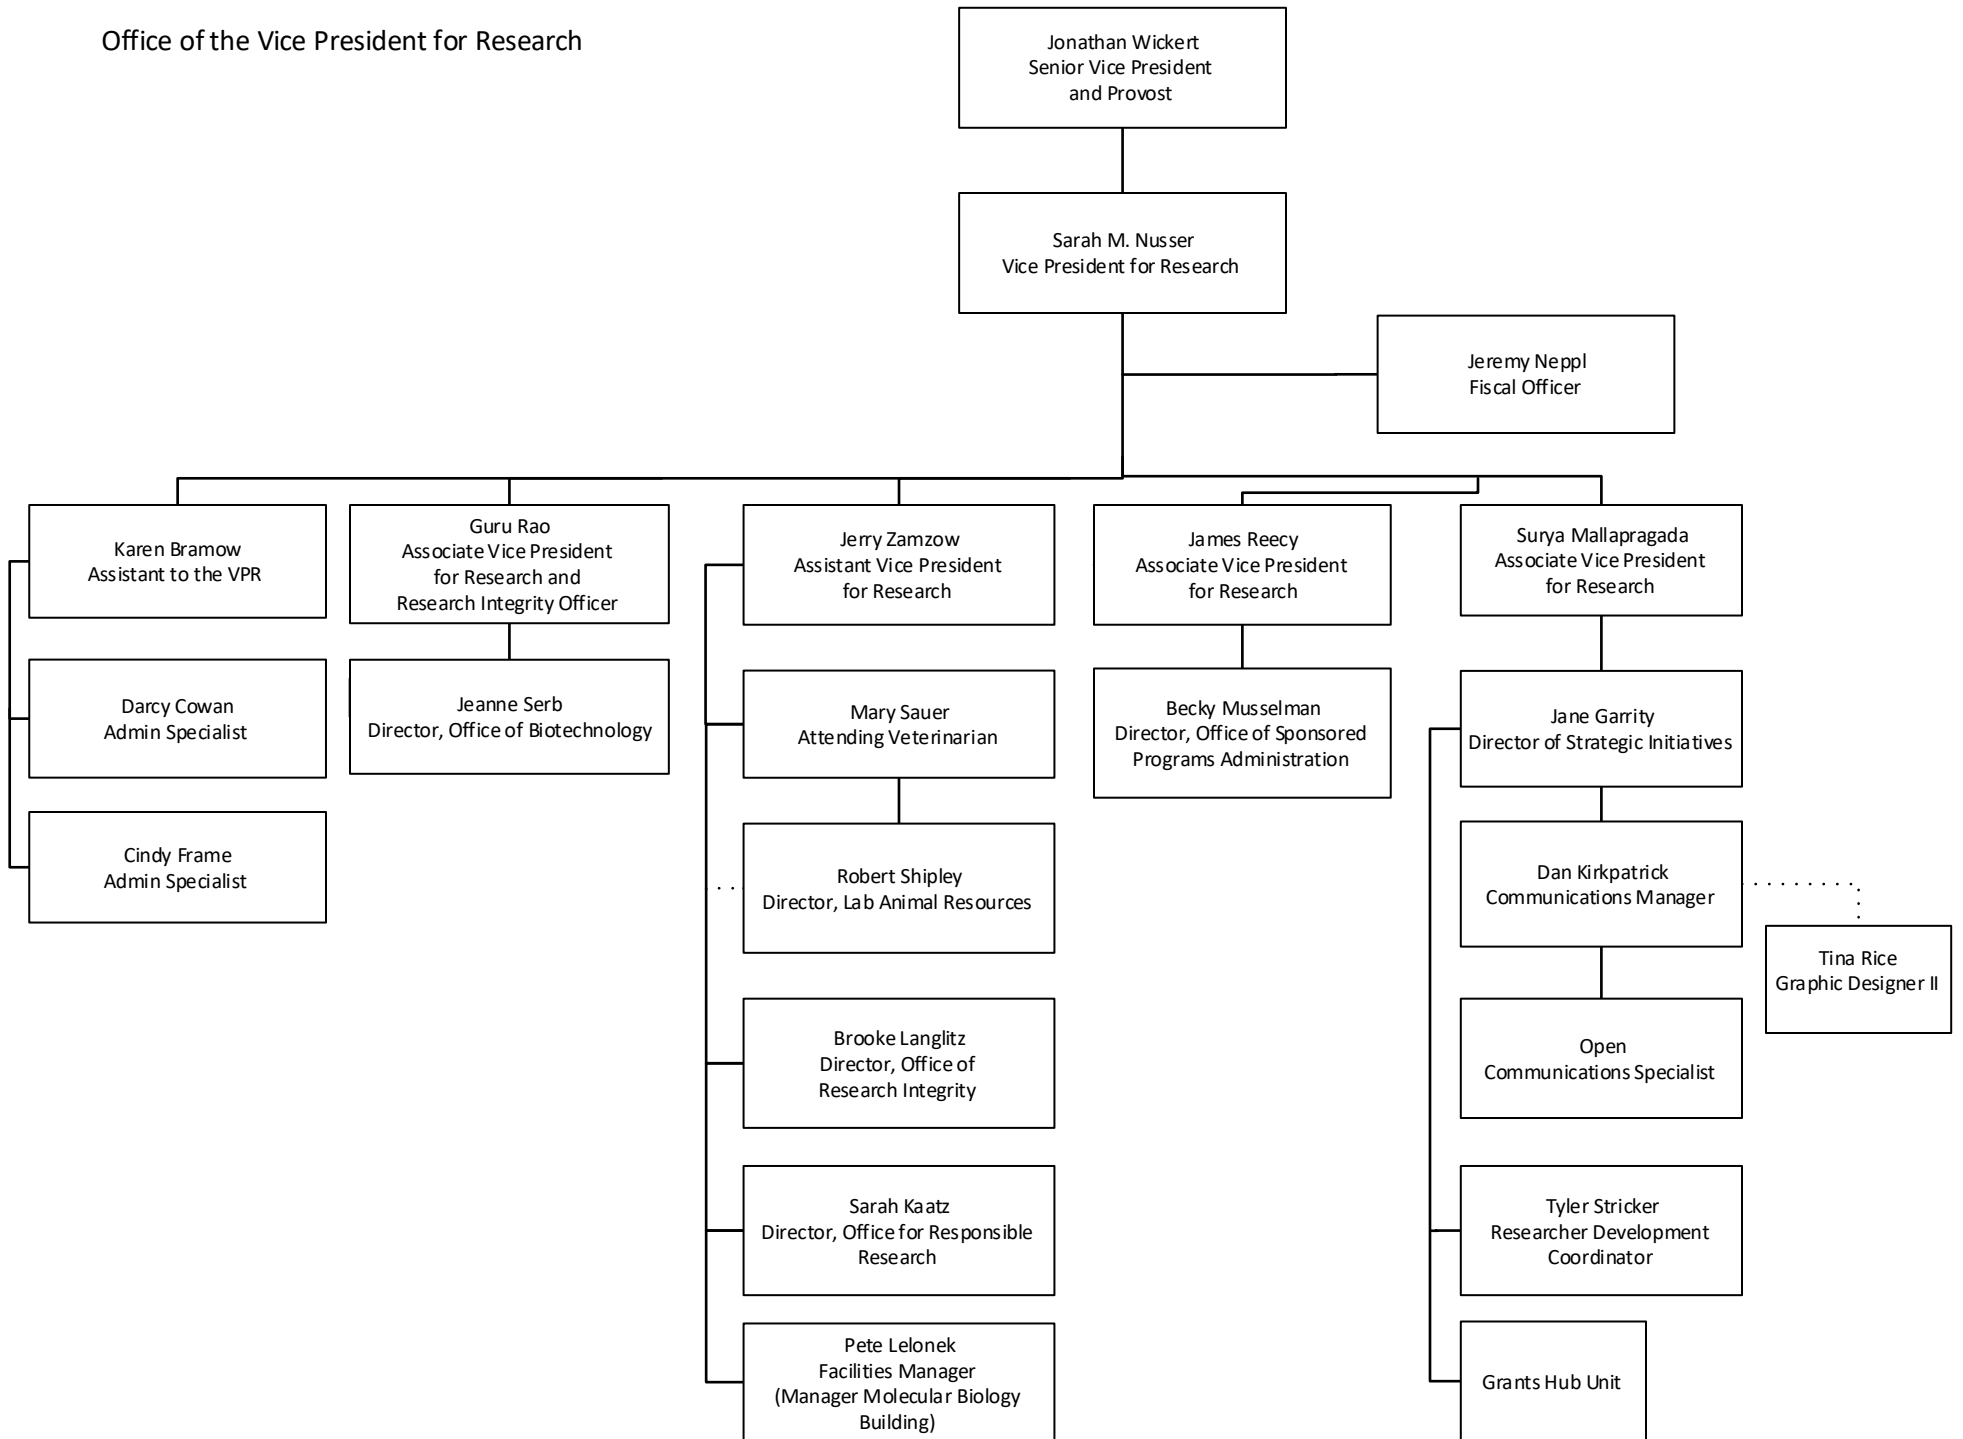 Office of the Vice President for Research
Jonathan Wickert
Senior Vice President
and Provost
Sarah M. Nusser
Vice President for Research
Jeremy Neppl
Fiscal Officer
Karen Bramow
Assistant to the VPR
Guru Rao
Associate Vice President
for Research and
Research Integrity Officer
Jerry Zamzow
Assistant Vice President
for Research
James Reecy
Associate Vice President
for Research
Surya Mallapragada
Associate Vice President
for Research
Darcy Cowan
Admin Specialist
Jeanne Serb
Director, Office of Biotechnology
Mary Sauer
Attending Veterinarian
Becky Musselman
Director, Office of Sponsored
Programs Administration
Jane Garrity
Director of Strategic Initiatives
Cindy Frame
Admin Specialist
Robert Shipley
Director, Lab Animal Resources
Dan Kirkpatrick
Communications Manager
Tina Rice
Graphic Designer II
Brooke Langlitz
Director, Office of
Research Integrity
Open
Communications Specialist
Sarah Kaatz
Director, Office for Responsible
Research
Tyler Stricker
Researcher Development
Coordinator
Pete Lelonek
Facilities Manager
(Manager Molecular Biology
Building)
Grants Hub Unit